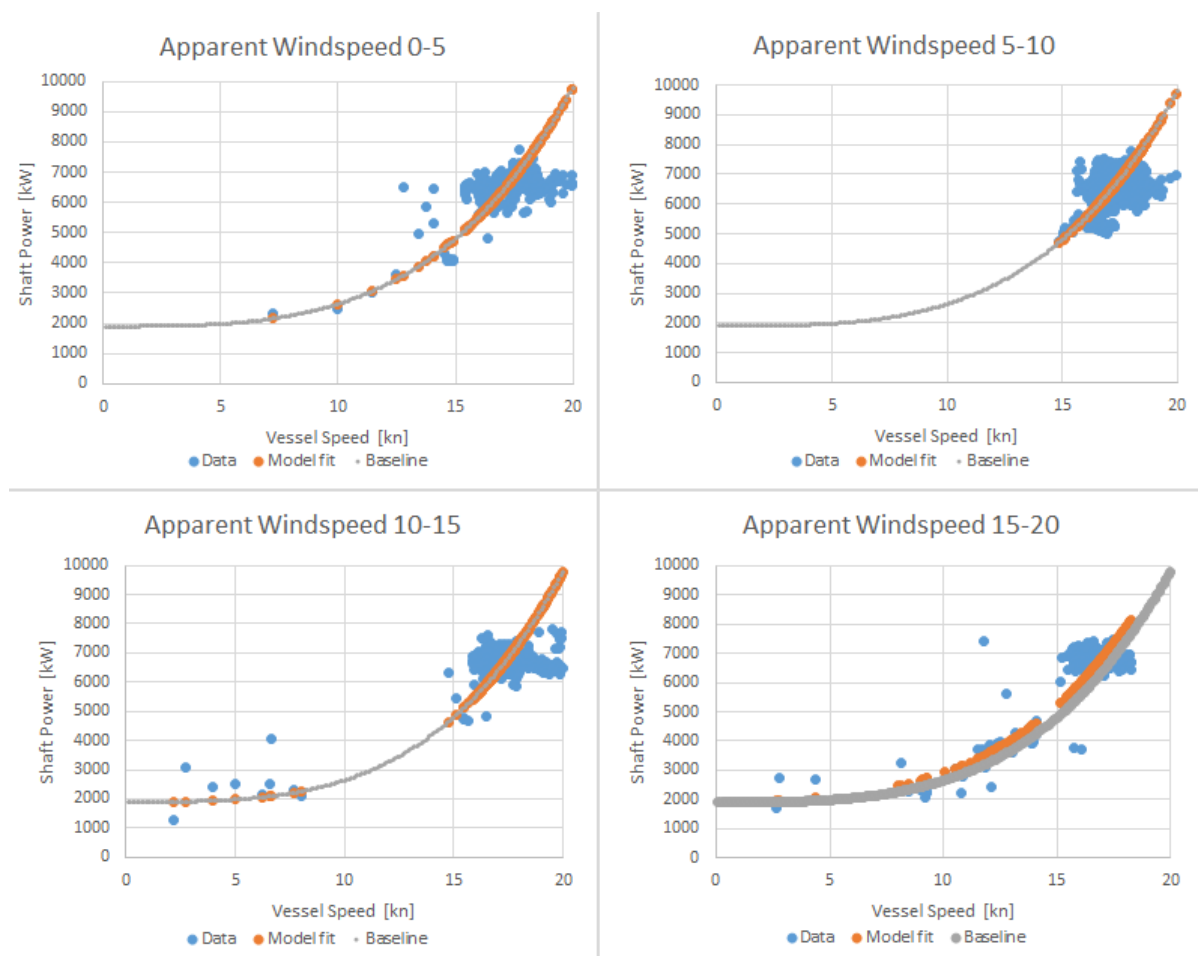 Apparent Windspeed 0-5
10000
9000
8000
7000
6000
5000
4000
3000
2000
1000
0
Shaft Power [kW]
0 5 10 15 20
Vessel Speed [kn]
Data Model fit Baseline
Apparent Windspeed 5-10
10000
9000
8000
7000
6000
5000
4000
3000
2000
1000
0
Shaft Power [kW]
0 5 10 15 20
Vessel Speed [kn]
Data Model fit Baseline
Apparent Windspeed 10-15
10000
9000
8000
7000
6000
5000
4000
3000
2000
1000
0
Shaft Power [kW]
0 5 10 15 20
Vessel Speed [kn]
Data Model fit Baseline
Apparent Windspeed 15-20
10000
9000
8000
7000
6000
5000
4000
3000
2000
1000
0
Shaft Power [kW]
0 5 10 15 20
Vessel Speed [kn]
Data Model fit Baseline